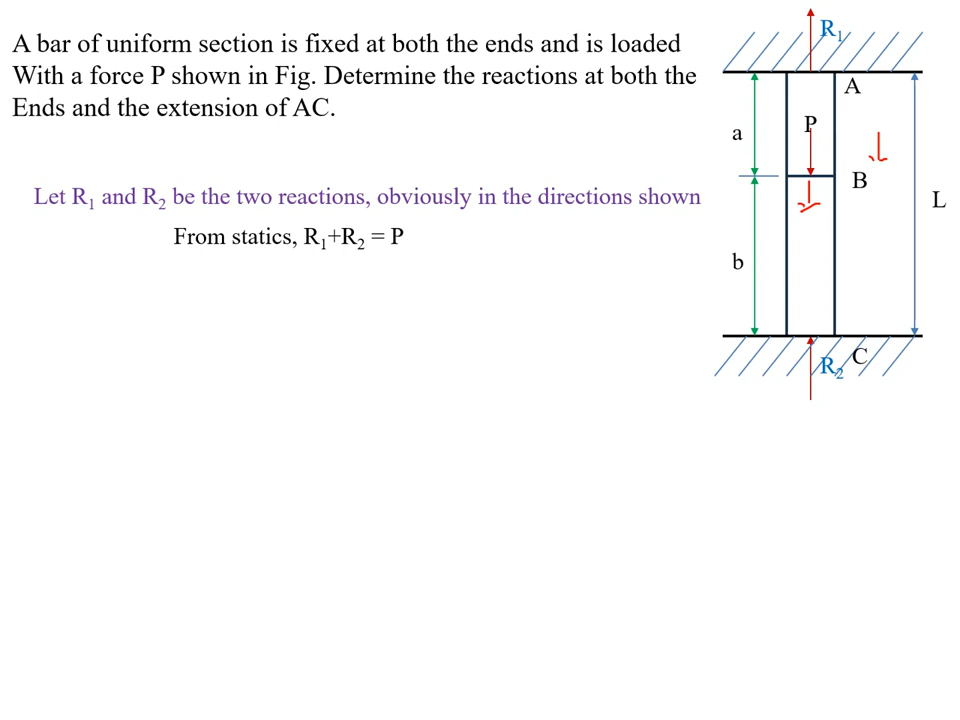 A bar of uniform section is fixed at both the ends and is loaded
With a force P shown in Fig. Determine the reactions at both the
Ends and the extension of AC.
Let R₁ and R₂ be the two reactions, obviously in the directions shown
From statics, R₁+R₂ = P
R₁
A
P
a
B
L
b
C
R₂